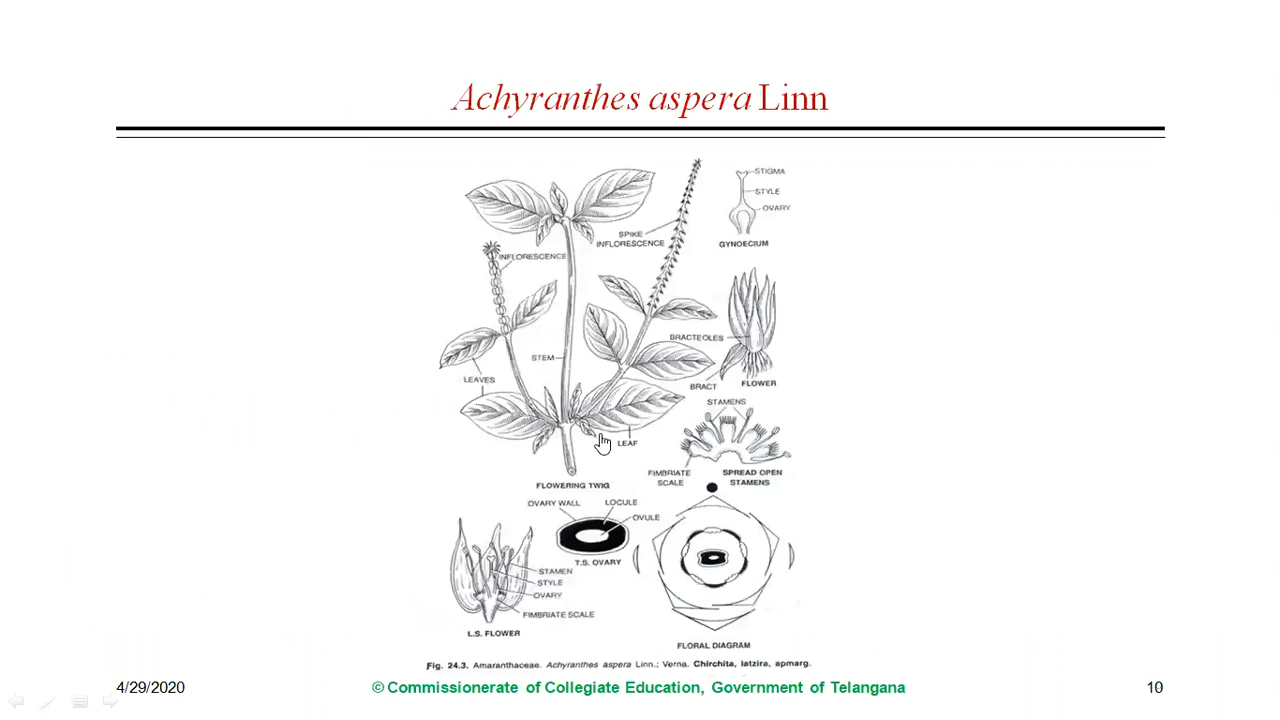 Achyranthes aspera Linn
STIGMA
STYLE
OVARY
GYNOECIUM
SPIKE
INFLORESCENCE
INFLORESCENCE
BRACTEOLES
STEM
LEAVES
BRACT
FLOWER
STAMENS
LEAF
FIMBRIATE
SCALE
SPREAD OPEN
STAMENS
FLOWERING TWIG
OVARY WALL
LOCULE
OVULE
T.S. OVARY
STAMEN
STYLE
OVARY
FIMBRIATE SCALE
L.S. FLOWER
FLORAL DIAGRAM
Fig. 24.3. Amaranthaceae. Achyranthes aspera Linn.; Verna. Chirchita, latzira, apmarg.
4/29/2020
© Commissionerate of Collegiate Education, Government of Telangana
10